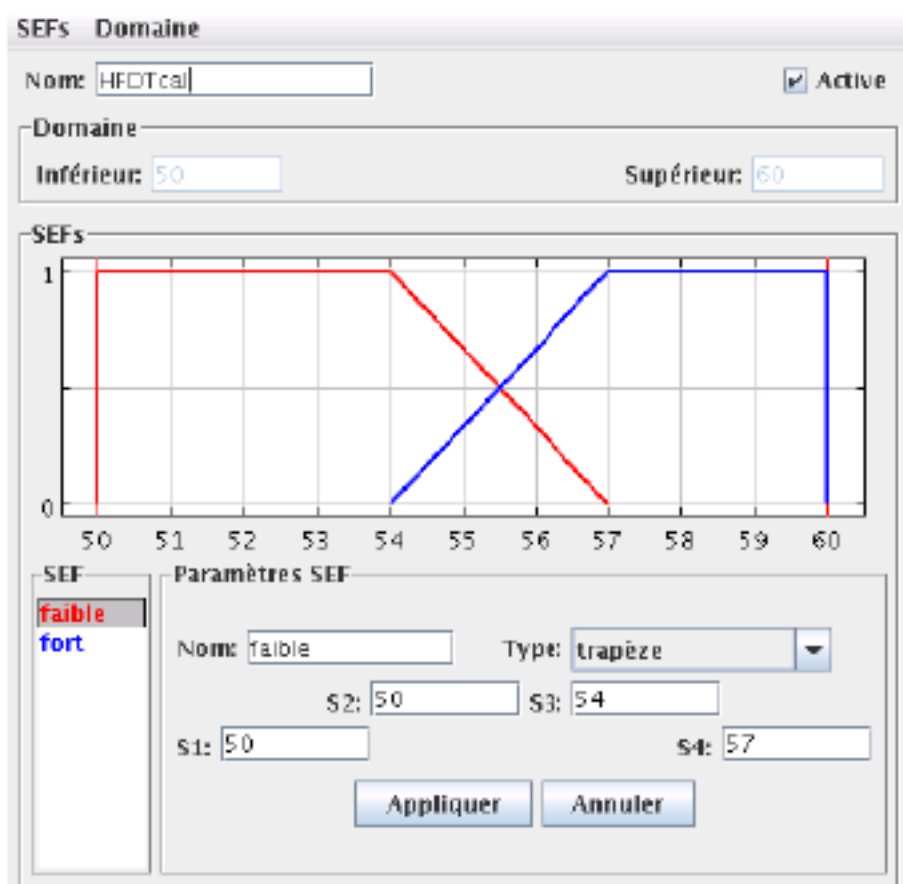 SEFs Domaine
Nom: HFDTcal Active
Domaine
Inférieur: 50 Supérieur: 60
SEFs
1
0
50 51 52 53 54 55 56 57 58 59 60
SEF Paramètres SEF
faible
fort
Nom: faible Type: trapèze
S2: 50 S3: 54
S1: 50 S4: 57
Appliquer Annuler